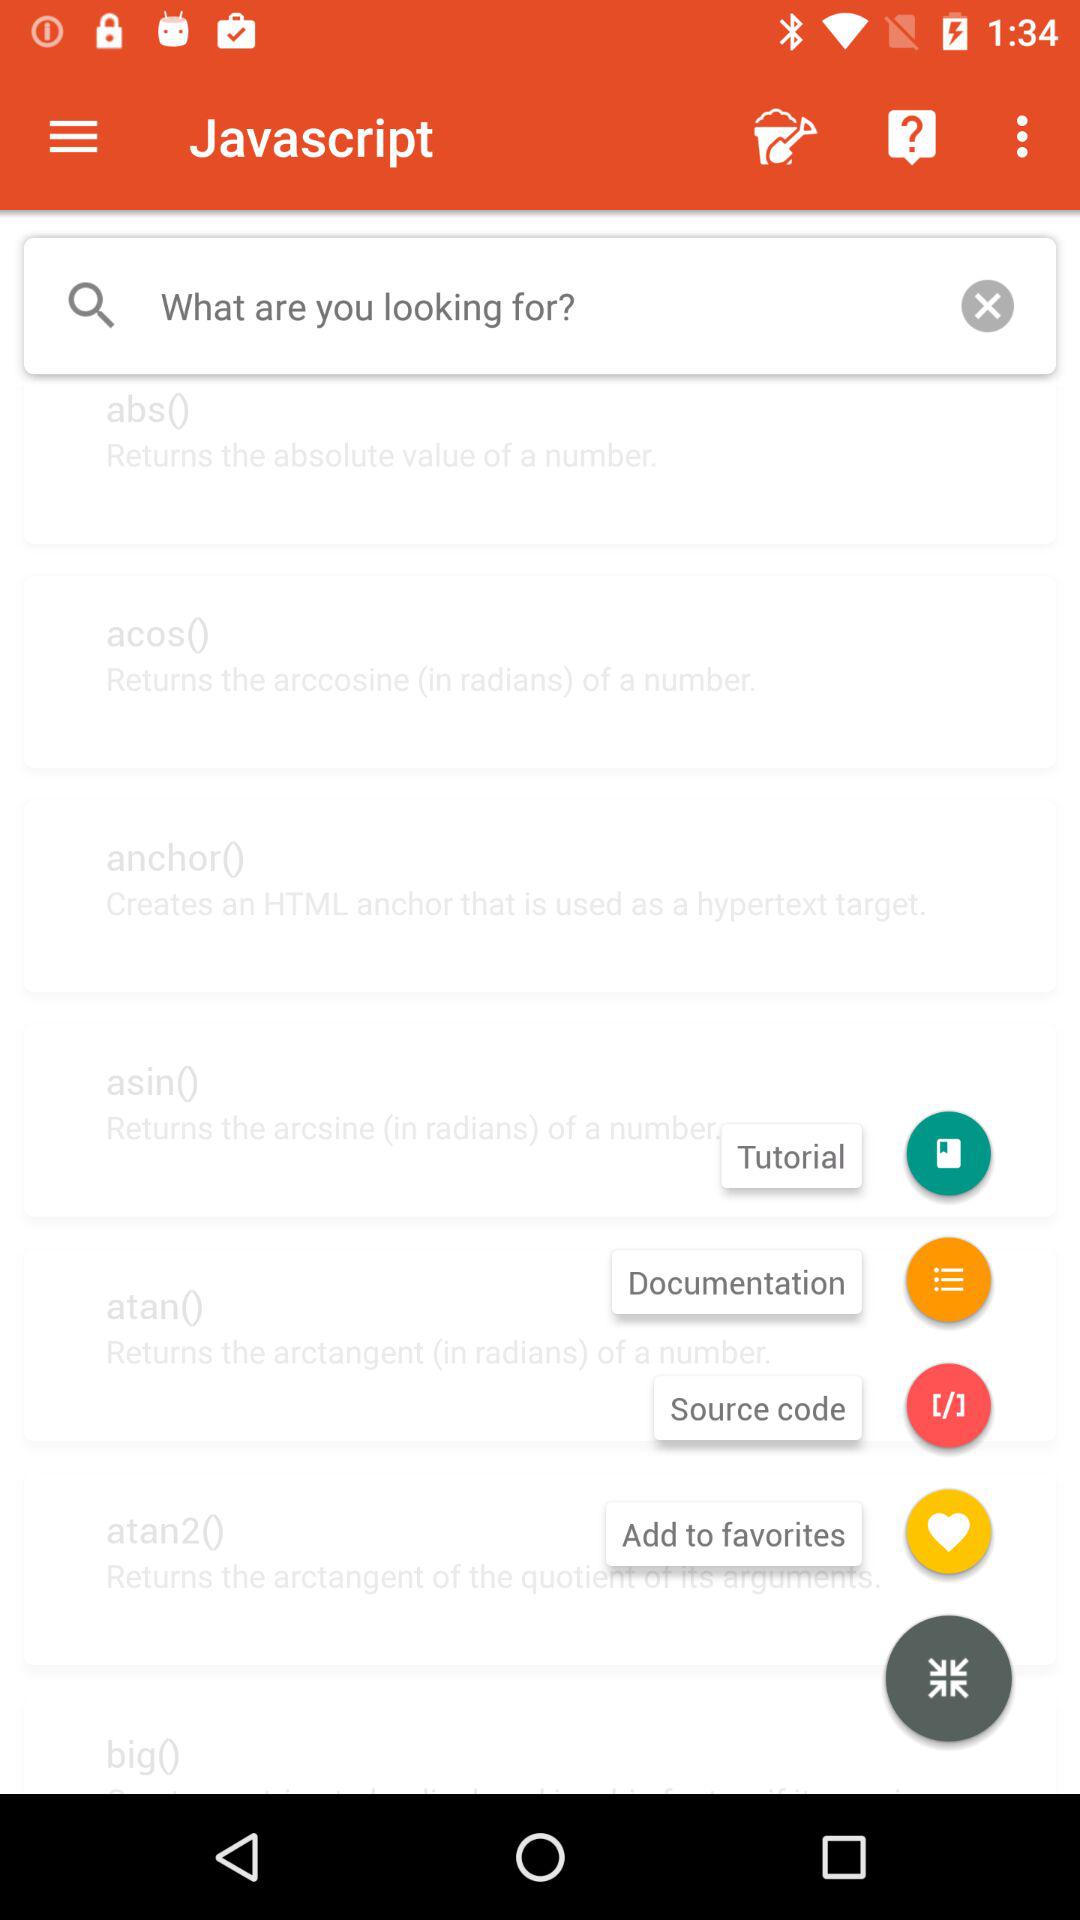 1:34
Javascript
What are you looking for?
abs()
Returns the absolute value of a number.
acos()
Returns the arccosine (in radians) of a number.
anchor()
Creates an HTML anchor that is used as a hypertext target.
asin()
Returns the arcsine (in radians) of a number.
Tutorial
Documentation
atan()
Returns the arctangent (in radians) of a number.
Source code
atan2()
Add to favorites
Returns the arctangent of the quotient of its arguments.
big()